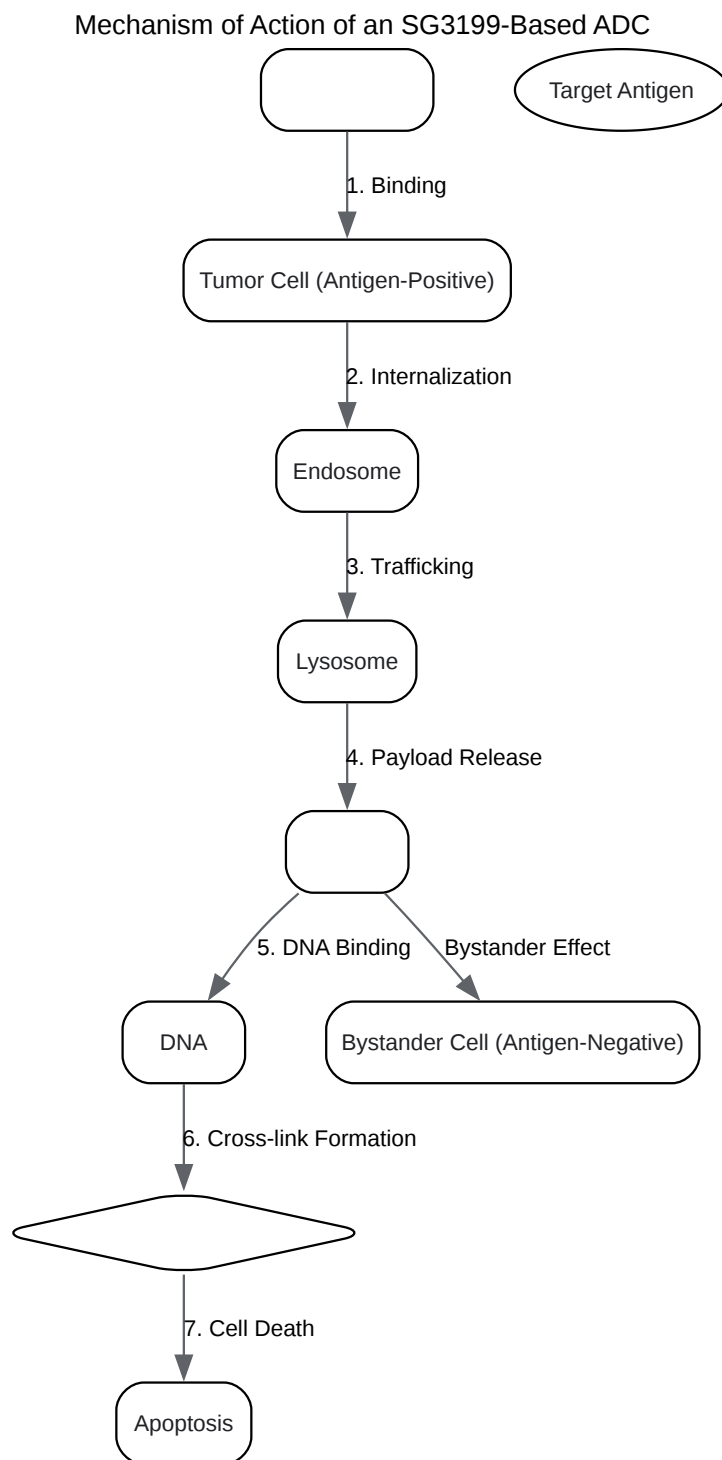 Mechanism of Action of an SG3199-Based ADC
Target Antigen
1. Binding
Tumor Cell (Antigen-Positive)
2. Internalization
Endosome
3. Trafficking
Lysosome
4. Payload Release
5. DNA Binding
Bystander Effect
DNA
Bystander Cell (Antigen-Negative)
6. Cross-link Formation
7. Cell Death
Apoptosis